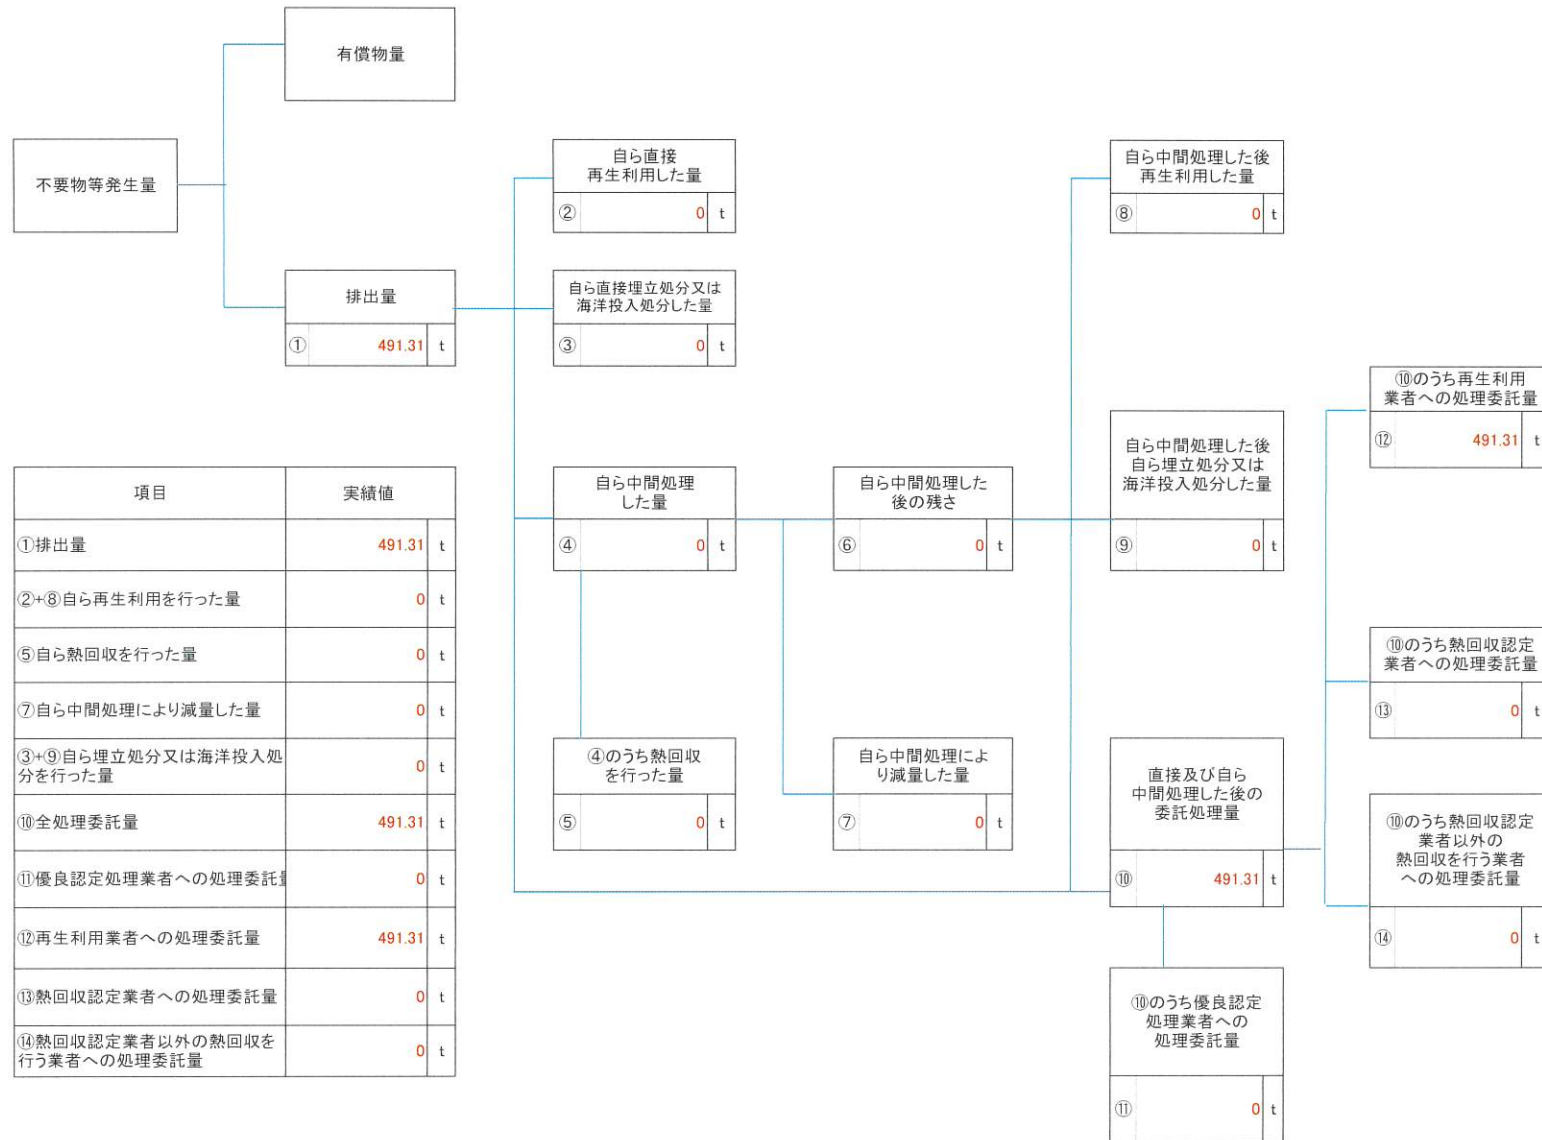 有償物量
不要物等発生量
排出量
① 491.31 t
自ら直接
再生利用した量
② 0 t
自ら直接埋立処分又は
海洋投入処分した量
③ 0 t
自ら中間処理
した量
④ 0 t
④のうち熱回収
を行った量
⑤ 0 t
自ら中間処理した
後の残さ
⑥ 0 t
自ら中間処理によ
り減量した量
⑦ 0 t
自ら中間処理した後
再生利用した量
⑧ 0 t
自ら中間処理した後
自ら埋立処分又は
海洋投入処分した量
⑨ 0 t
直接及び自ら
中間処理した後の
委託処理量
⑩ 491.31 t
⑩のうち優良認定
処理業者への
処理委託量
⑪ 0 t
⑩のうち再生利用
業者への処理委託量
⑫ 491.31 t
⑩のうち熱回収認定
業者への処理委託量
⑬ 0 t
⑩のうち熱回収認定
業者以外の
熱回収を行う業者
への処理委託量
⑭ 0 t
項目 実績値
①排出量 491.31 t
②+⑧自ら再生利用を行った量 0 t
⑤自ら熱回収を行った量 0 t
⑦自ら中間処理により減量した量 0 t
③+⑨自ら埋立処分又は海洋投入処
分を行った量 0 t
⑩全処理委託量 491.31 t
⑪優良認定処理業者への処理委託 0 t
⑫再生利用業者への処理委託量 491.31 t
⑬熱回収認定業者への処理委託量 0 t
⑭熱回収認定業者以外の熱回収を
行う業者への処理委託量 0 t